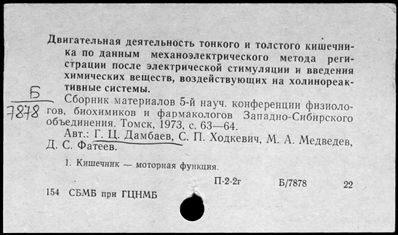 Двигательная деятельность тонкого и толстого кишечни-
ка по данным механоэлектрического метода реги-
страции после электрической стимуляции и введения
химических веществ, воздействующих на холинореак-
тивные системы.
Б
7878
Сборник материалов 5-й науч. конференции физиоло-
гов, биохимиков и фармакологов Западно-Сибирского
объединения. Томск, 1973, с. 63—64.
Авт.: Г. Ц. Дамбаев, С. П. Ходкевич, М. А. Медведев,
Д. С. Фатеев.
1. Кишечник — моторная функция.
П-2-2г Б/7878 22
154 СБМБ при ГЦНМБ